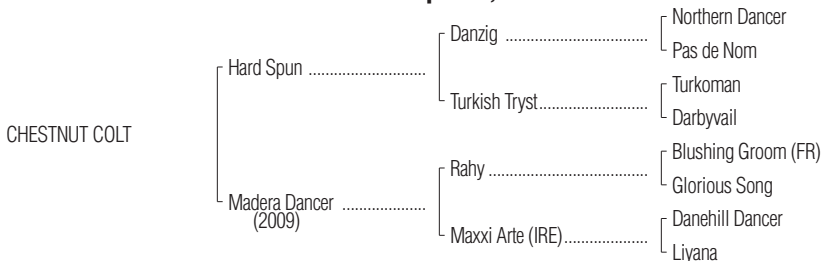 Northern Dancer
Danzig ....................................
Pas de Nom
Hard Spun .............................
Turkoman
Turkish Tryst...........................
Darbyvail
CHESTNUT COLT
Blushing Groom (FR)
Rahy ........................................
Glorious Song
Madera Dancer ....................
(2009)
Danehill Dancer
Maxxi Arte (IRE)....................
Liyana